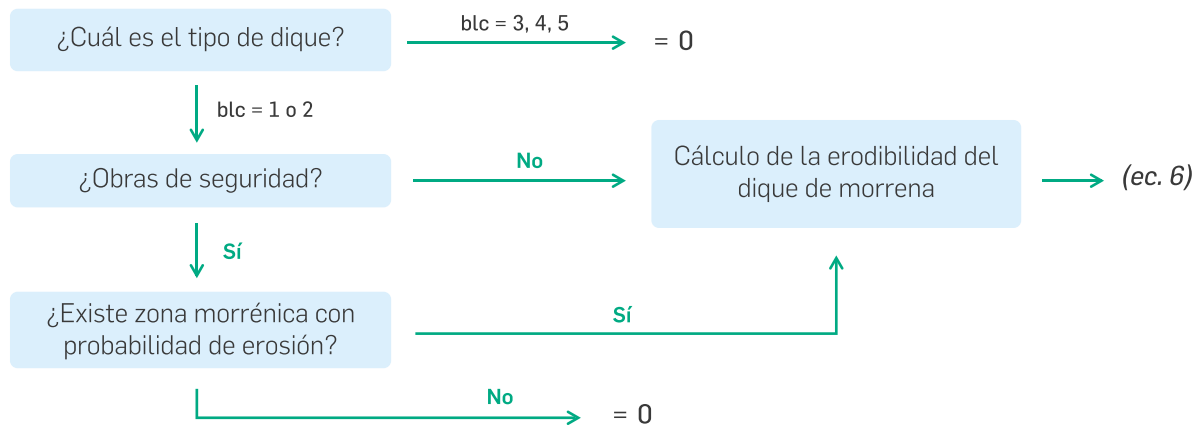 ¿Cuál es el tipo de dique?
blc = 3, 4, 5
= 0
blc = 1 o 2
¿Obras de seguridad?
No
Cálculo de la erodibilidad del
dique de morrena
(ec. 6)
Sí
¿Existe zona morrénica con
probabilidad de erosión?
Sí
No
= 0